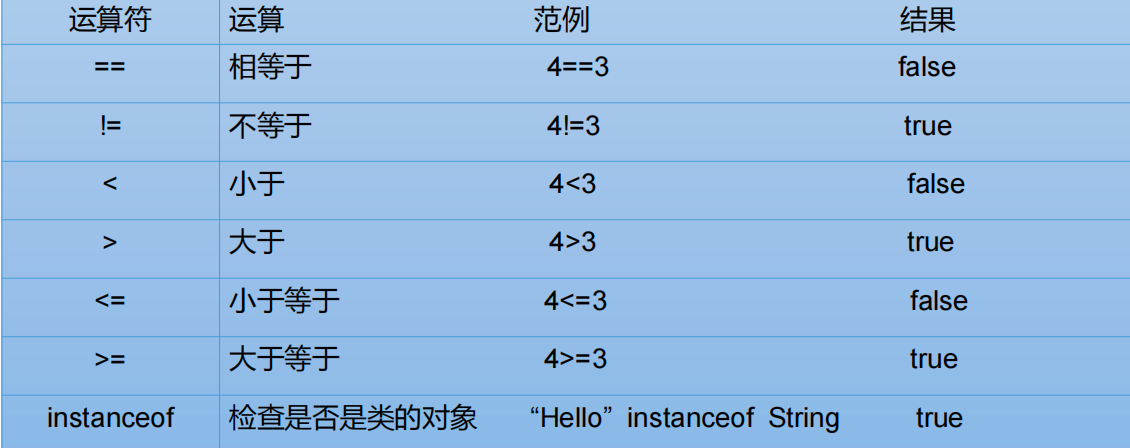 运算符 运算 范例 结果
== 相等于 4==3 false
!= 不等于 4!=3 true
< 小于 4<3 false
> 大于 4>3 true
<= 小于等于 4<=3 false
>= 大于等于 4>=3 true
instanceof 检查是否是类的对象 “Hello” instanceof String true